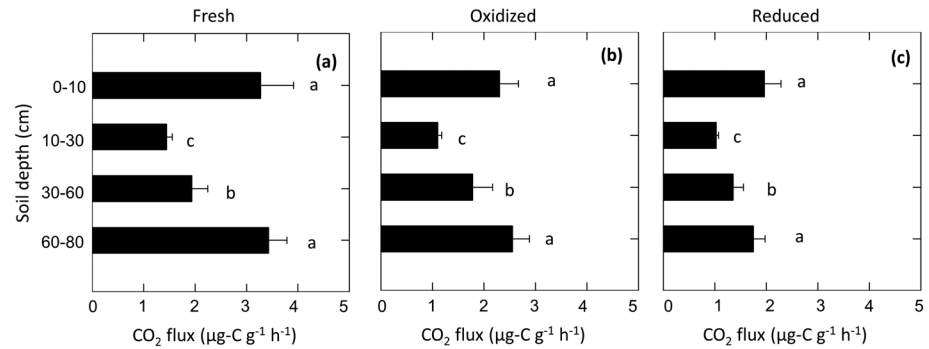 Fresh
Oxidized
Reduced
(a)
(b)
(c)
Soil depth (cm)
0-10
10-30
30-60
60-80
a
c
b
a
a
c
b
a
a
c
b
a
0 1 2 3 4 5
0 1 2 3 4 5
0 1 2 3 4 5
CO₂ flux (µg-C g⁻¹ h⁻¹)
CO₂ flux (µg-C g⁻¹ h⁻¹)
CO₂ flux (µg-C g⁻¹ h⁻¹)